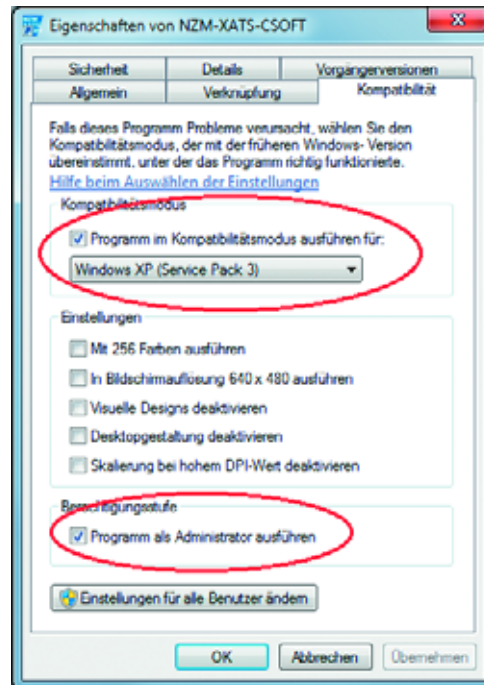 Eigenschaften von NZM-XATS-CSOFT
Sicherheit Details Vorgängerversionen
Allgemein Verknüpfung Kompatibilität
Falls dieses Programm Probleme verursacht, wählen Sie den
Kompatibilitätsmodus, der mit der früheren Windows- Version
übereinstimmt, unter der das Programm richtig funktionierte.
Hilfe beim Auswählen der Einstellungen
Kompatibilitätsmodus
Programm im Kompatibilitätsmodus ausführen für:
Windows XP (Service Pack 3)
Einstellungen
Mit 256 Farben ausführen
In Bildschirmauflösung 640 x 480 ausführen
Visuelle Designs deaktivieren
Desktopgestaltung deaktivieren
Skalierung bei hohem DPI-Wert deaktivieren
Berechtigungsstufe
Programm als Administrator ausführen
Einstellungen für alle Benutzer ändern
OK Abbrechen Übernehmen